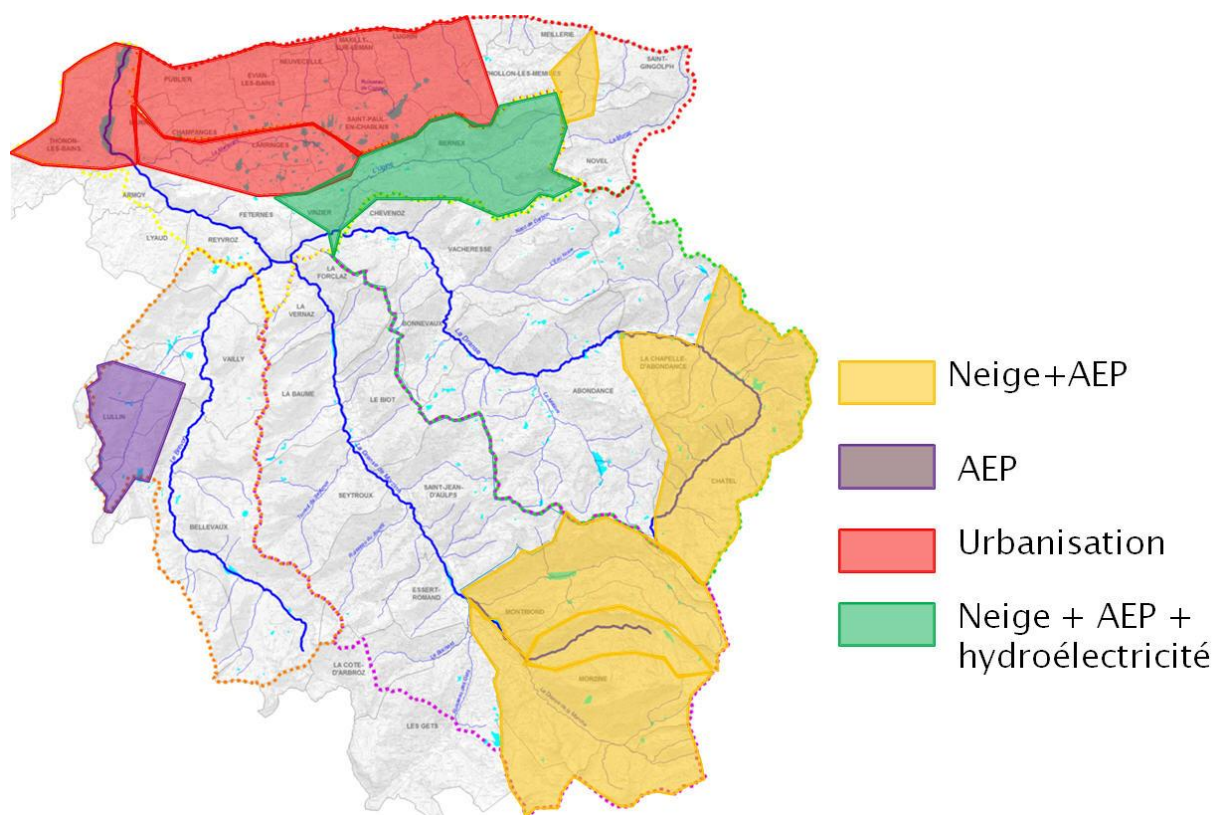 MEILLERIE
MAXILLY-
SUR-LEMAN
LUGRIN
SAINT-
GINGOLPH
NEUVECELLE
PUBLIER
EVIAN-
LES-BAINS
THOLLON-LES-MEMISES
SAINT-PAUL
EN-CHABLAIS
CHAMPANGES
THONON-
LES-BAINS
LARRINGES
BERNEX
L'Ugine
La Morge
NOVEL
ARMOY
FETERNES
VINZIER
CHEVENOZ
LYAUD
REYVROZ
VACHERESSE
LA
FORCLAZ
LA
VERNAZ
BONNEVAUX
VAILLY
LA CHAPELLE-
D'ABONDANCE
Neige+AEP
LA BAUME
LE BIOT
ABONDANCE
LULLIN
AEP
CHATEL
SAINT-JEAN-
D'AULPS
SEYTROUX
BELLEVAUX
Urbanisation
ESSERT-
ROMAND
MONTRIOND
Neige + AEP +
hydroélectricité
LA COTE-
D'ARBROZ
MORZINE
LES GETS